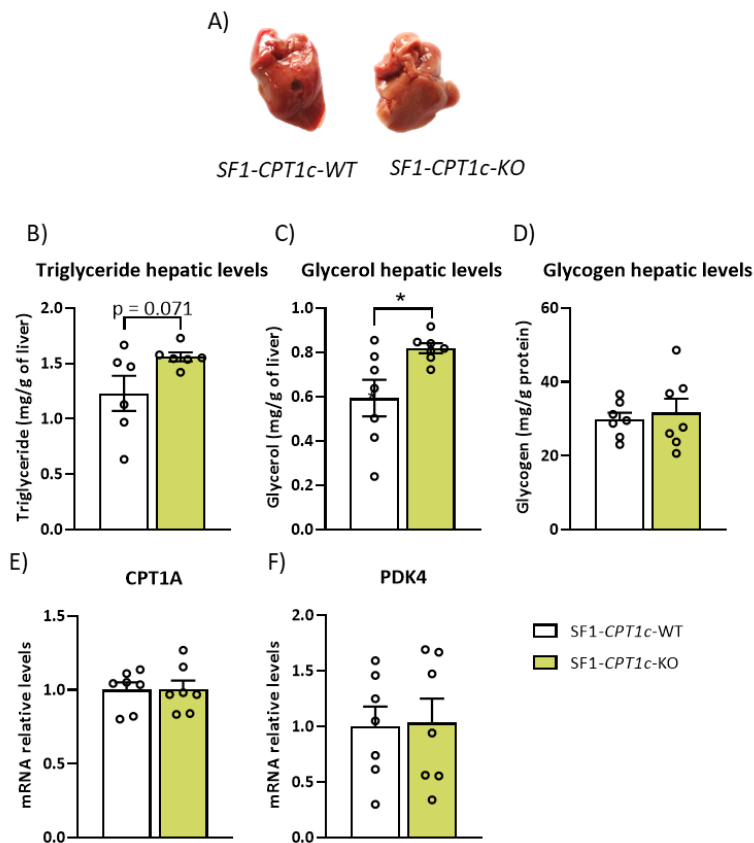 A)
SF1-CPT1c-WT
SF1-CPT1c-KO
B)
Triglyceride hepatic levels
Triglyceride (mg/g of liver)
2.0
1.5
1.0
0.5
0.0
p = 0.071
C)
Glycerol hepatic levels
Glycerol (mg/g of liver)
1.0
0.8
0.6
0.4
0.2
0.0
*
D)
Glycogen hepatic levels
Glycogen (mg/g protein)
60
40
20
0
E)
CPT1A
mRNA relative levels
1.5
1.0
0.5
0.0
F)
PDK4
mRNA relative levels
2.0
1.5
1.0
0.5
0.0
SF1-CPT1c-WT
SF1-CPT1c-KO